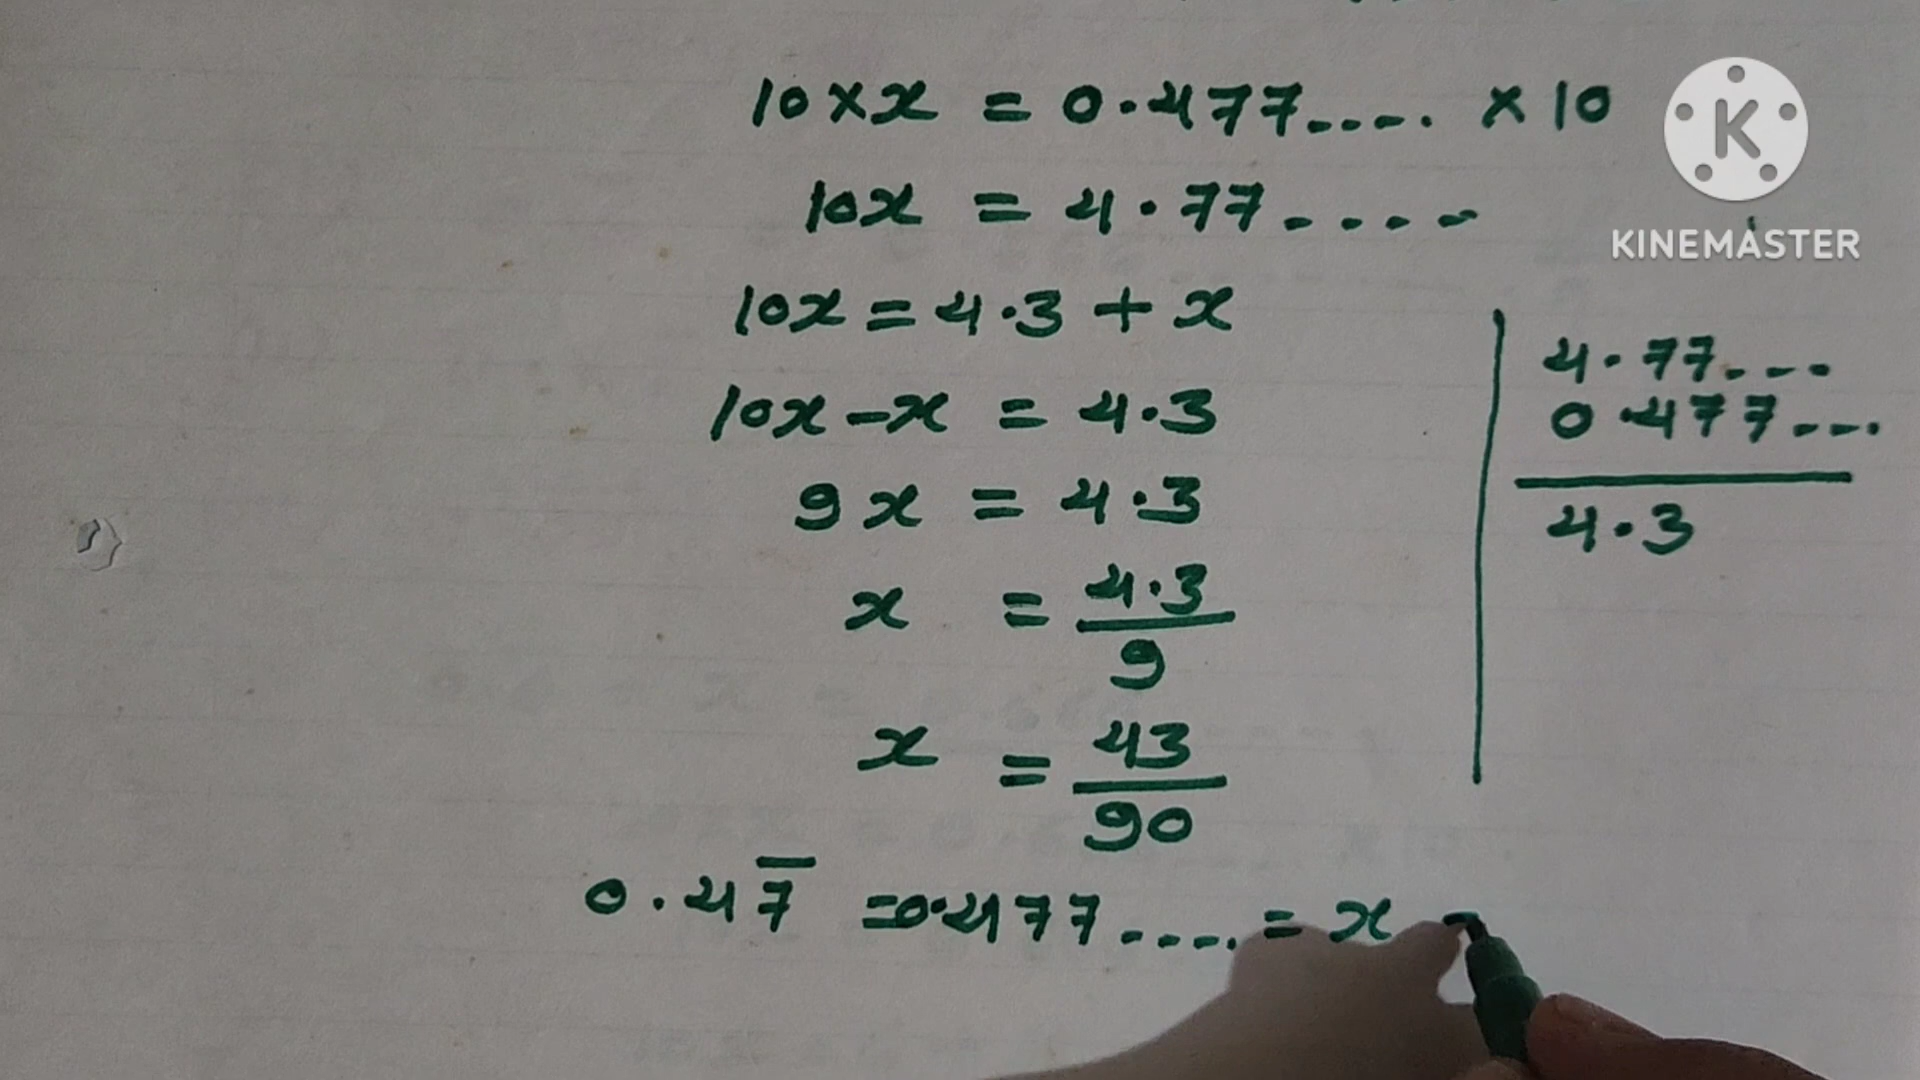 10 × x = 0.477.... × 10
10x = 4.77....
10x = 4.3 + x
10x - x = 4.3
9x = 4.3
x = 4.3/9
x = 43/90
0.47̅ = 0.477.... = x -
4.77...
0.477...
4.3
K
KINEMASTER